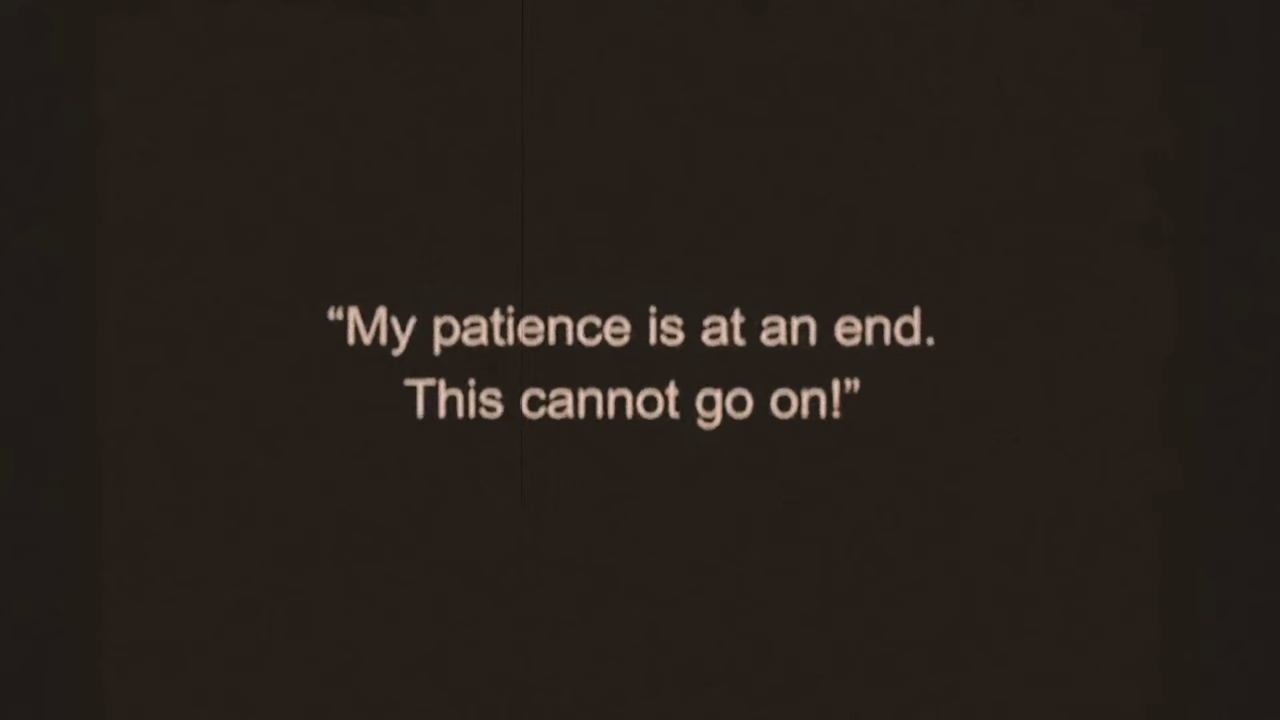 “My patience is at an end.
This cannot go on!”